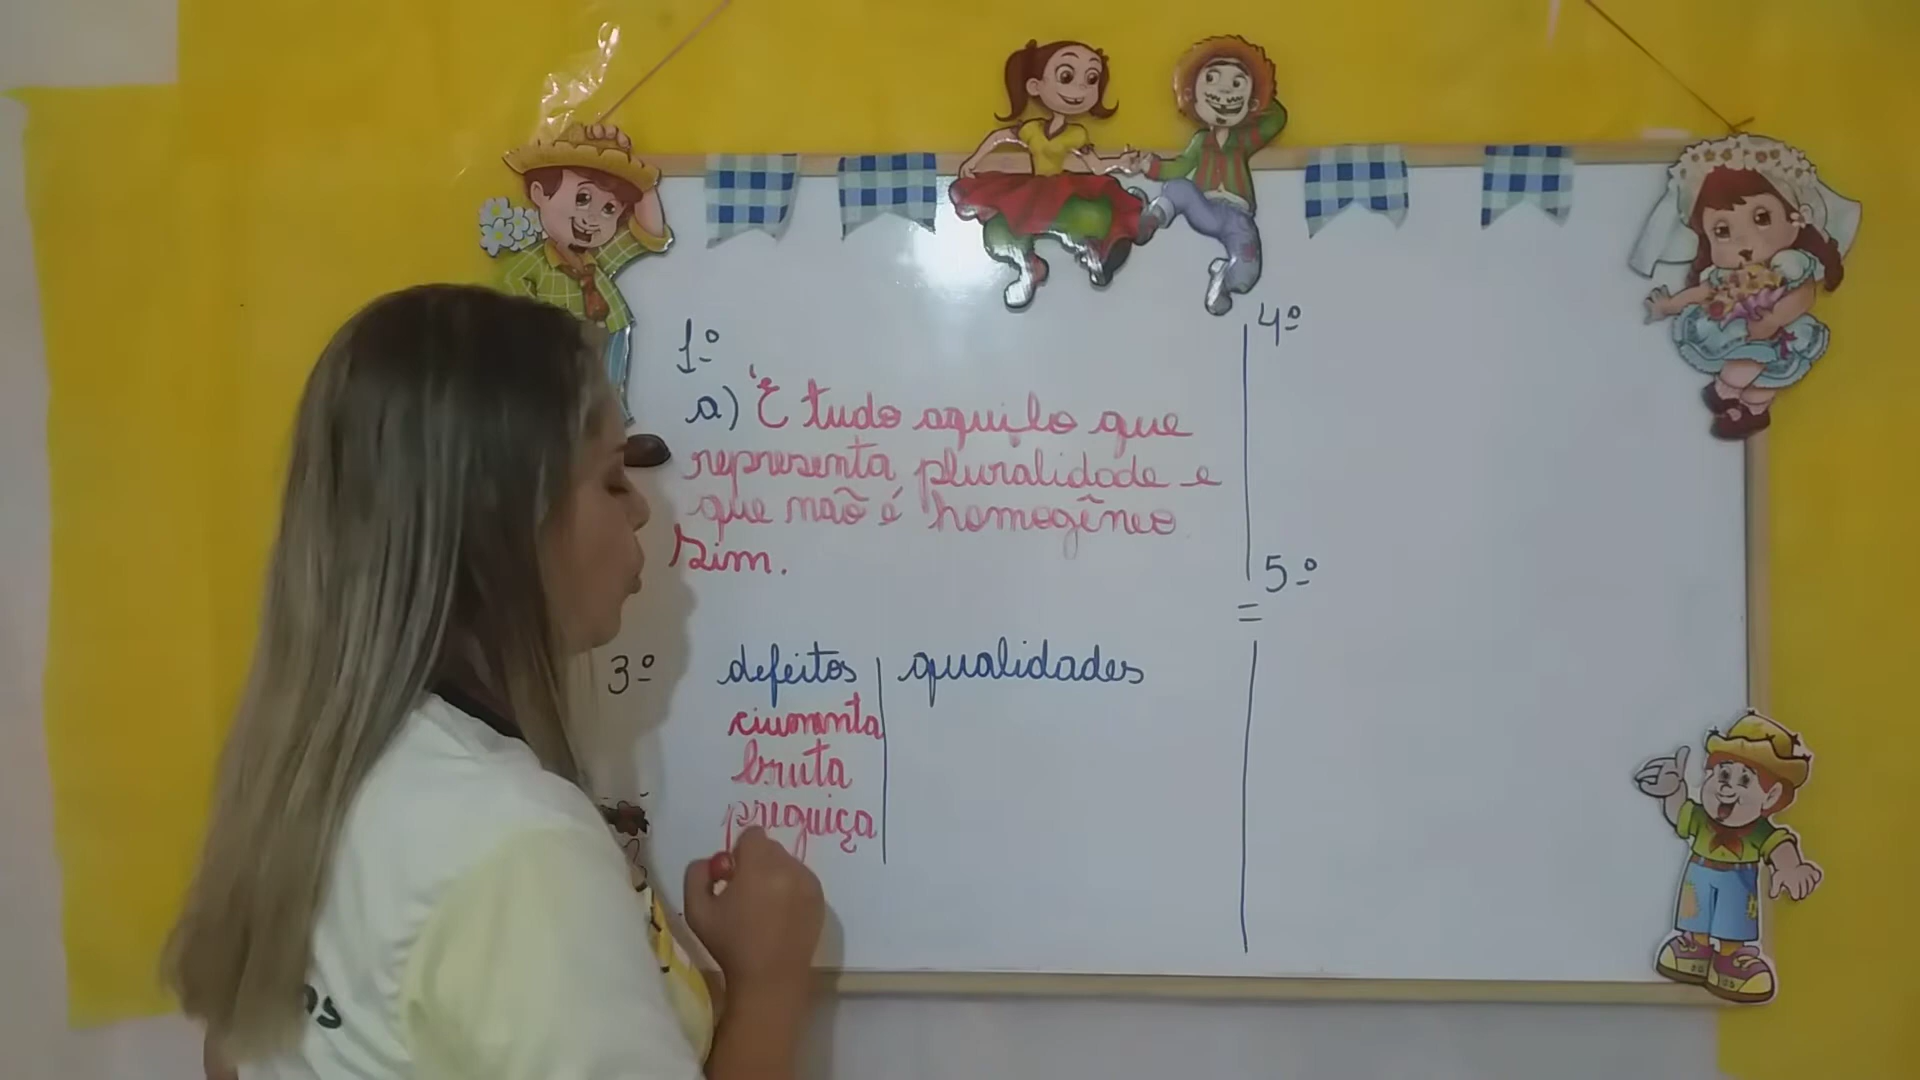 1º
a) É tudo aquilo que
representa pluralidade e
que não é homogêneo
Sim.
3º
defeitos qualidades
ciumenta
bruta
preguiça
4º
5º
=